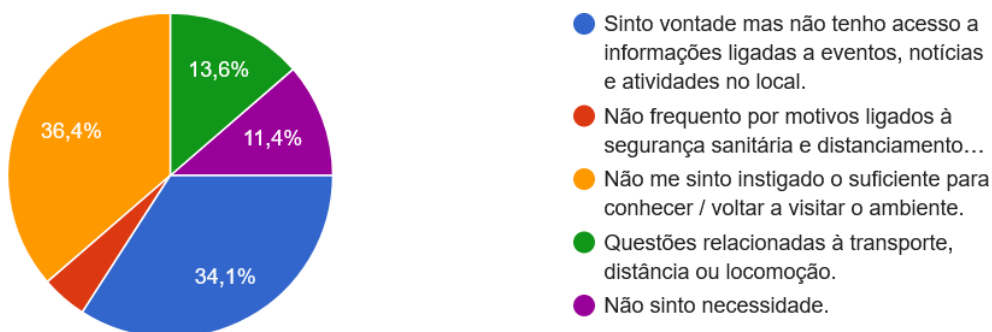 13,6%
36,4%
11,4%
34,1%
Sinto vontade mas não tenho acesso a
informações ligadas a eventos, notícias
e atividades no local.
Não frequento por motivos ligados à
segurança sanitária e distanciamento…
Não me sinto instigado o suficiente para
conhecer / voltar a visitar o ambiente.
Questões relacionadas à transporte,
distância ou locomoção.
Não sinto necessidade.